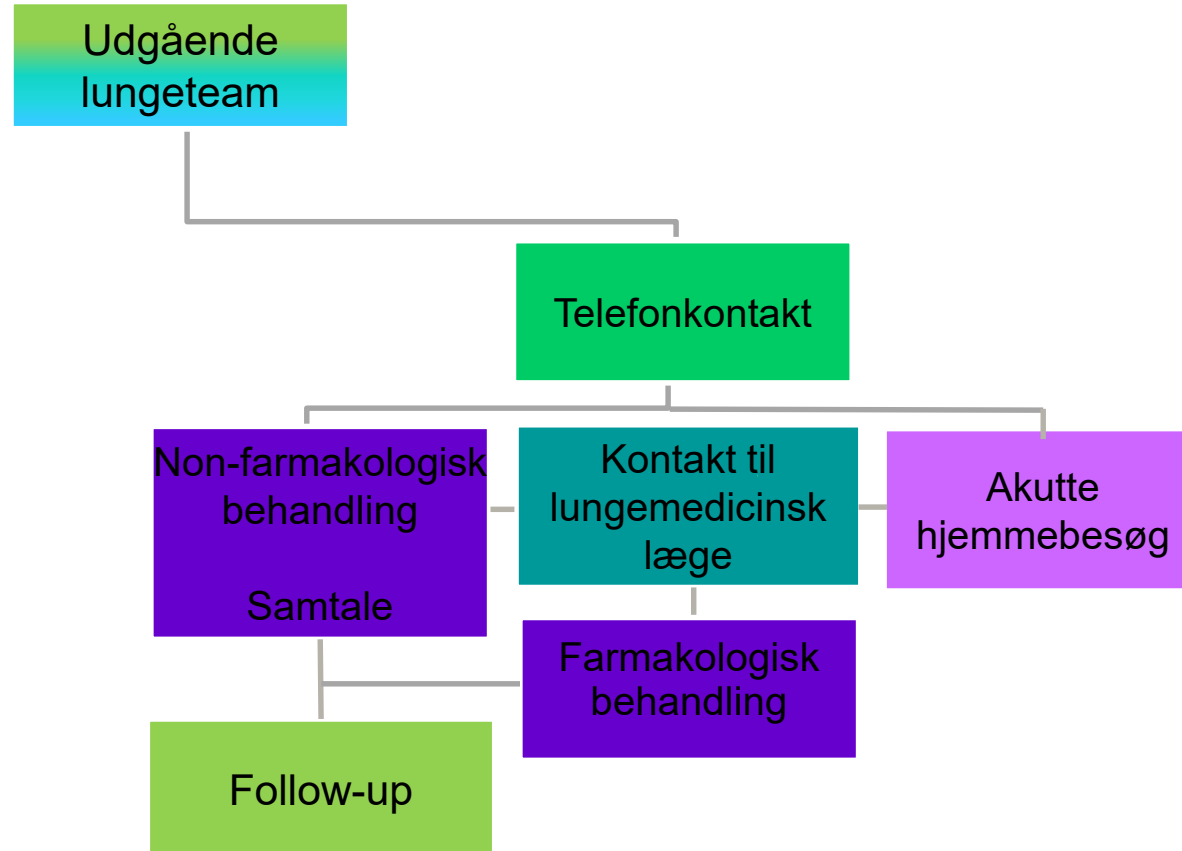 Udgående
lungeteam
Telefonkontakt
Non-farmakologisk
behandling
Samtale
Kontakt til
lungemedicinsk
læge
Akutte
hjemmebesøg
Farmakologisk
behandling
Follow-up